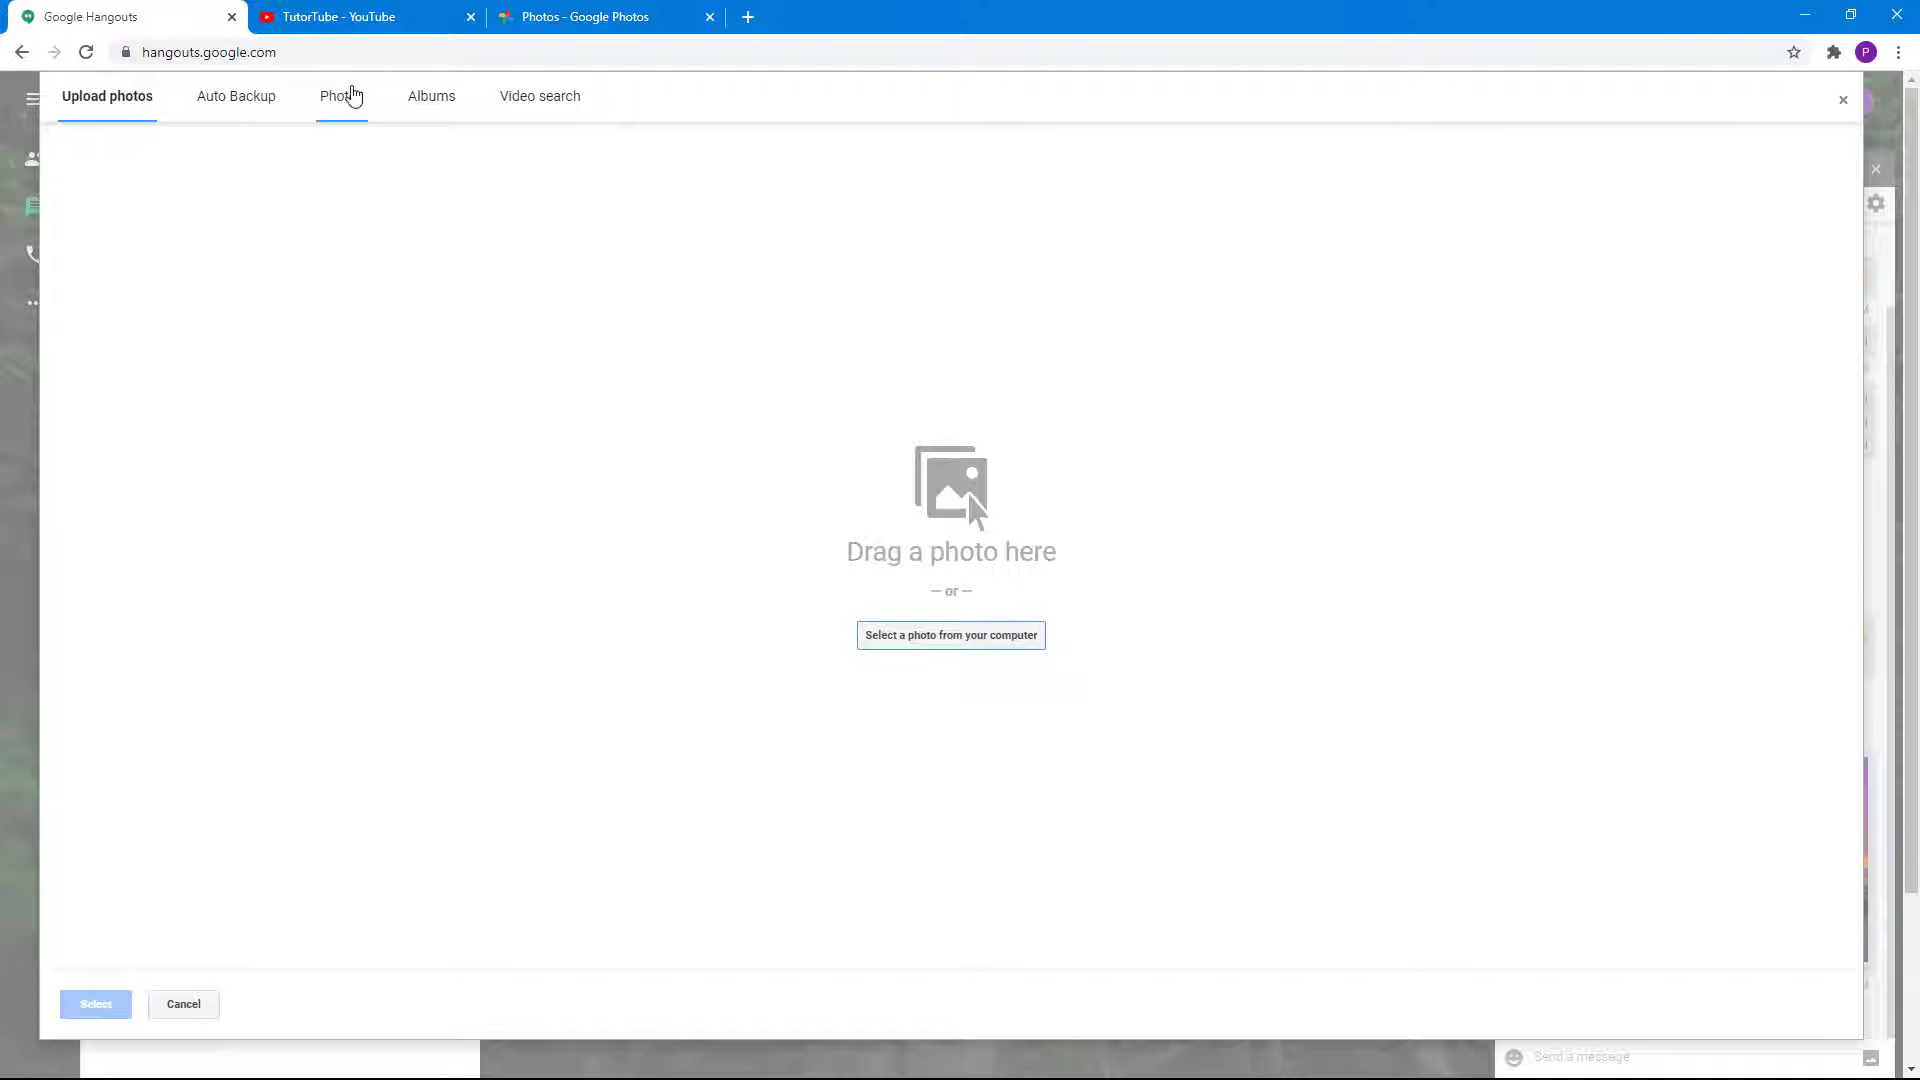 Google Hangouts
TutorTube - YouTube
Photos - Google Photos
hangouts.google.com
P
Upload photos
Auto Backup
Albums
Video search
Drag a photo here
— or —
Select a photo from your computer
Select
Cancel
Send a message